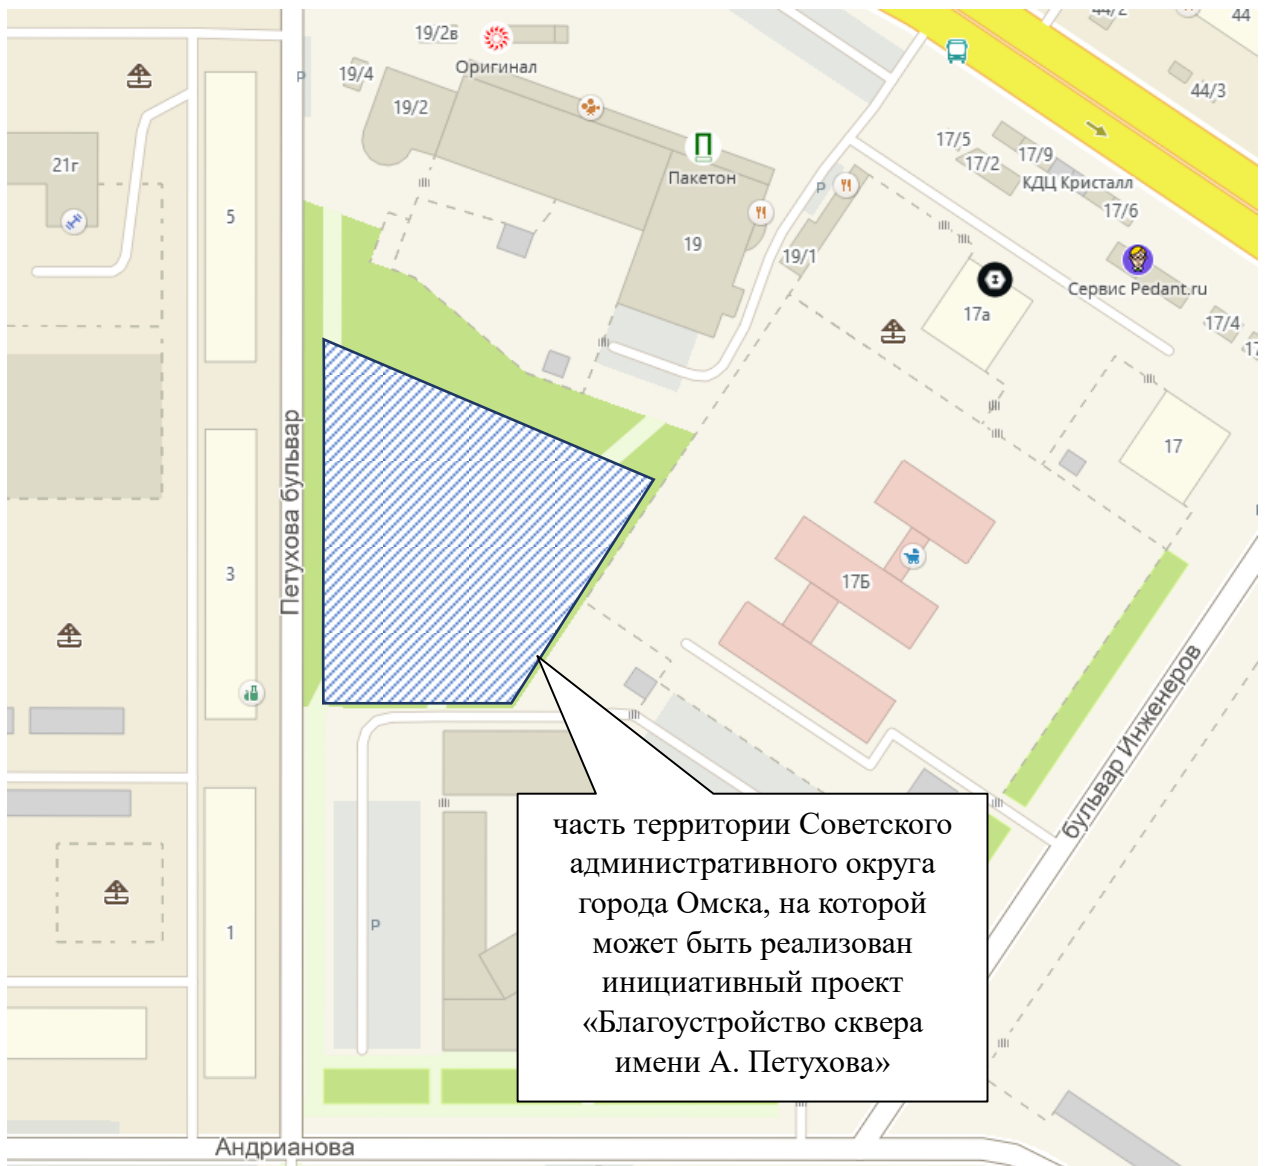 44/2
44
19/2в
Оригинал
19/4
19/2
P
44/3
21г
5
Пакетон
P
17/5
17/2
17/9
КДЦ Кристалл
17/6
19
19/1
Сервис Pedant.ru
17а
17/4
Петухова бульвар
17
3
17Б
бульвар Инженеров
1
P
часть территории Советского
административного округа
города Омска, на которой
может быть реализован
инициативный проект
«Благоустройство сквера
имени А. Петухова»
Андрианова